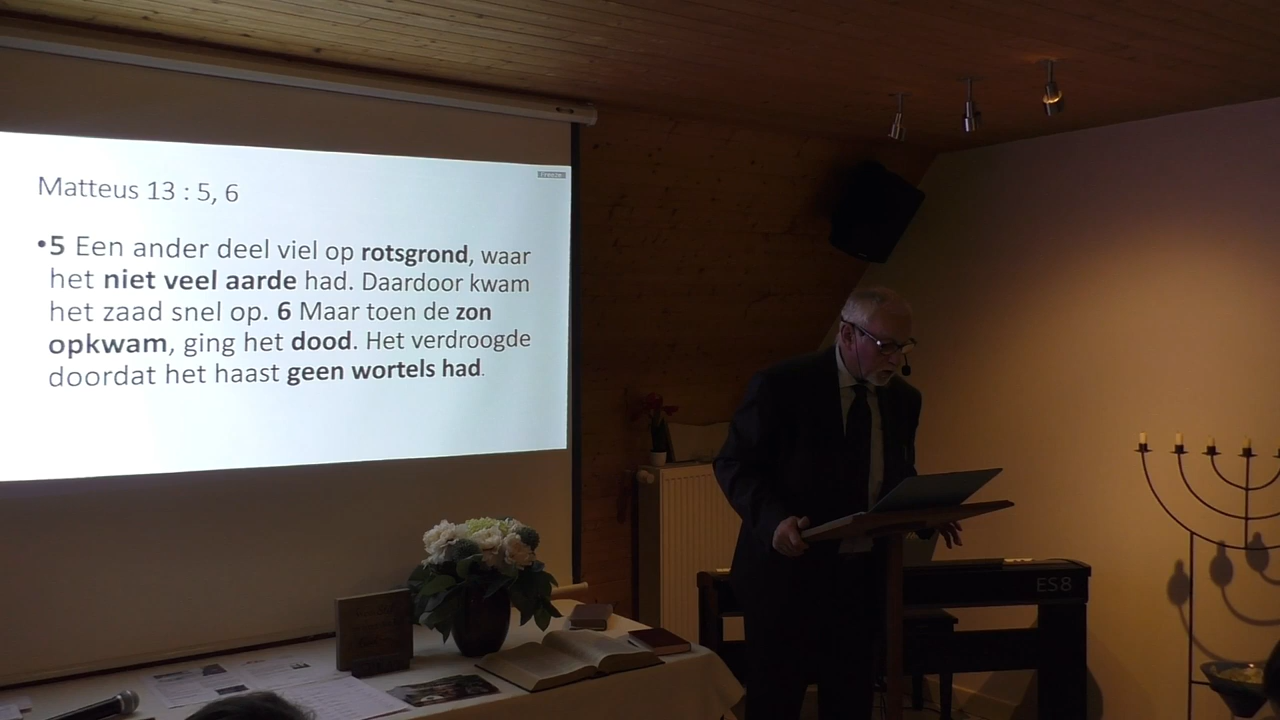 Matteus 13 : 5, 6
•5 Een ander deel viel op rotsgrond, waar
het niet veel aarde had. Daardoor kwam
het zaad snel op. 6 Maar toen de zon
opkwam, ging het dood. Het verdroogde
doordat het haast geen wortels had.
ES8